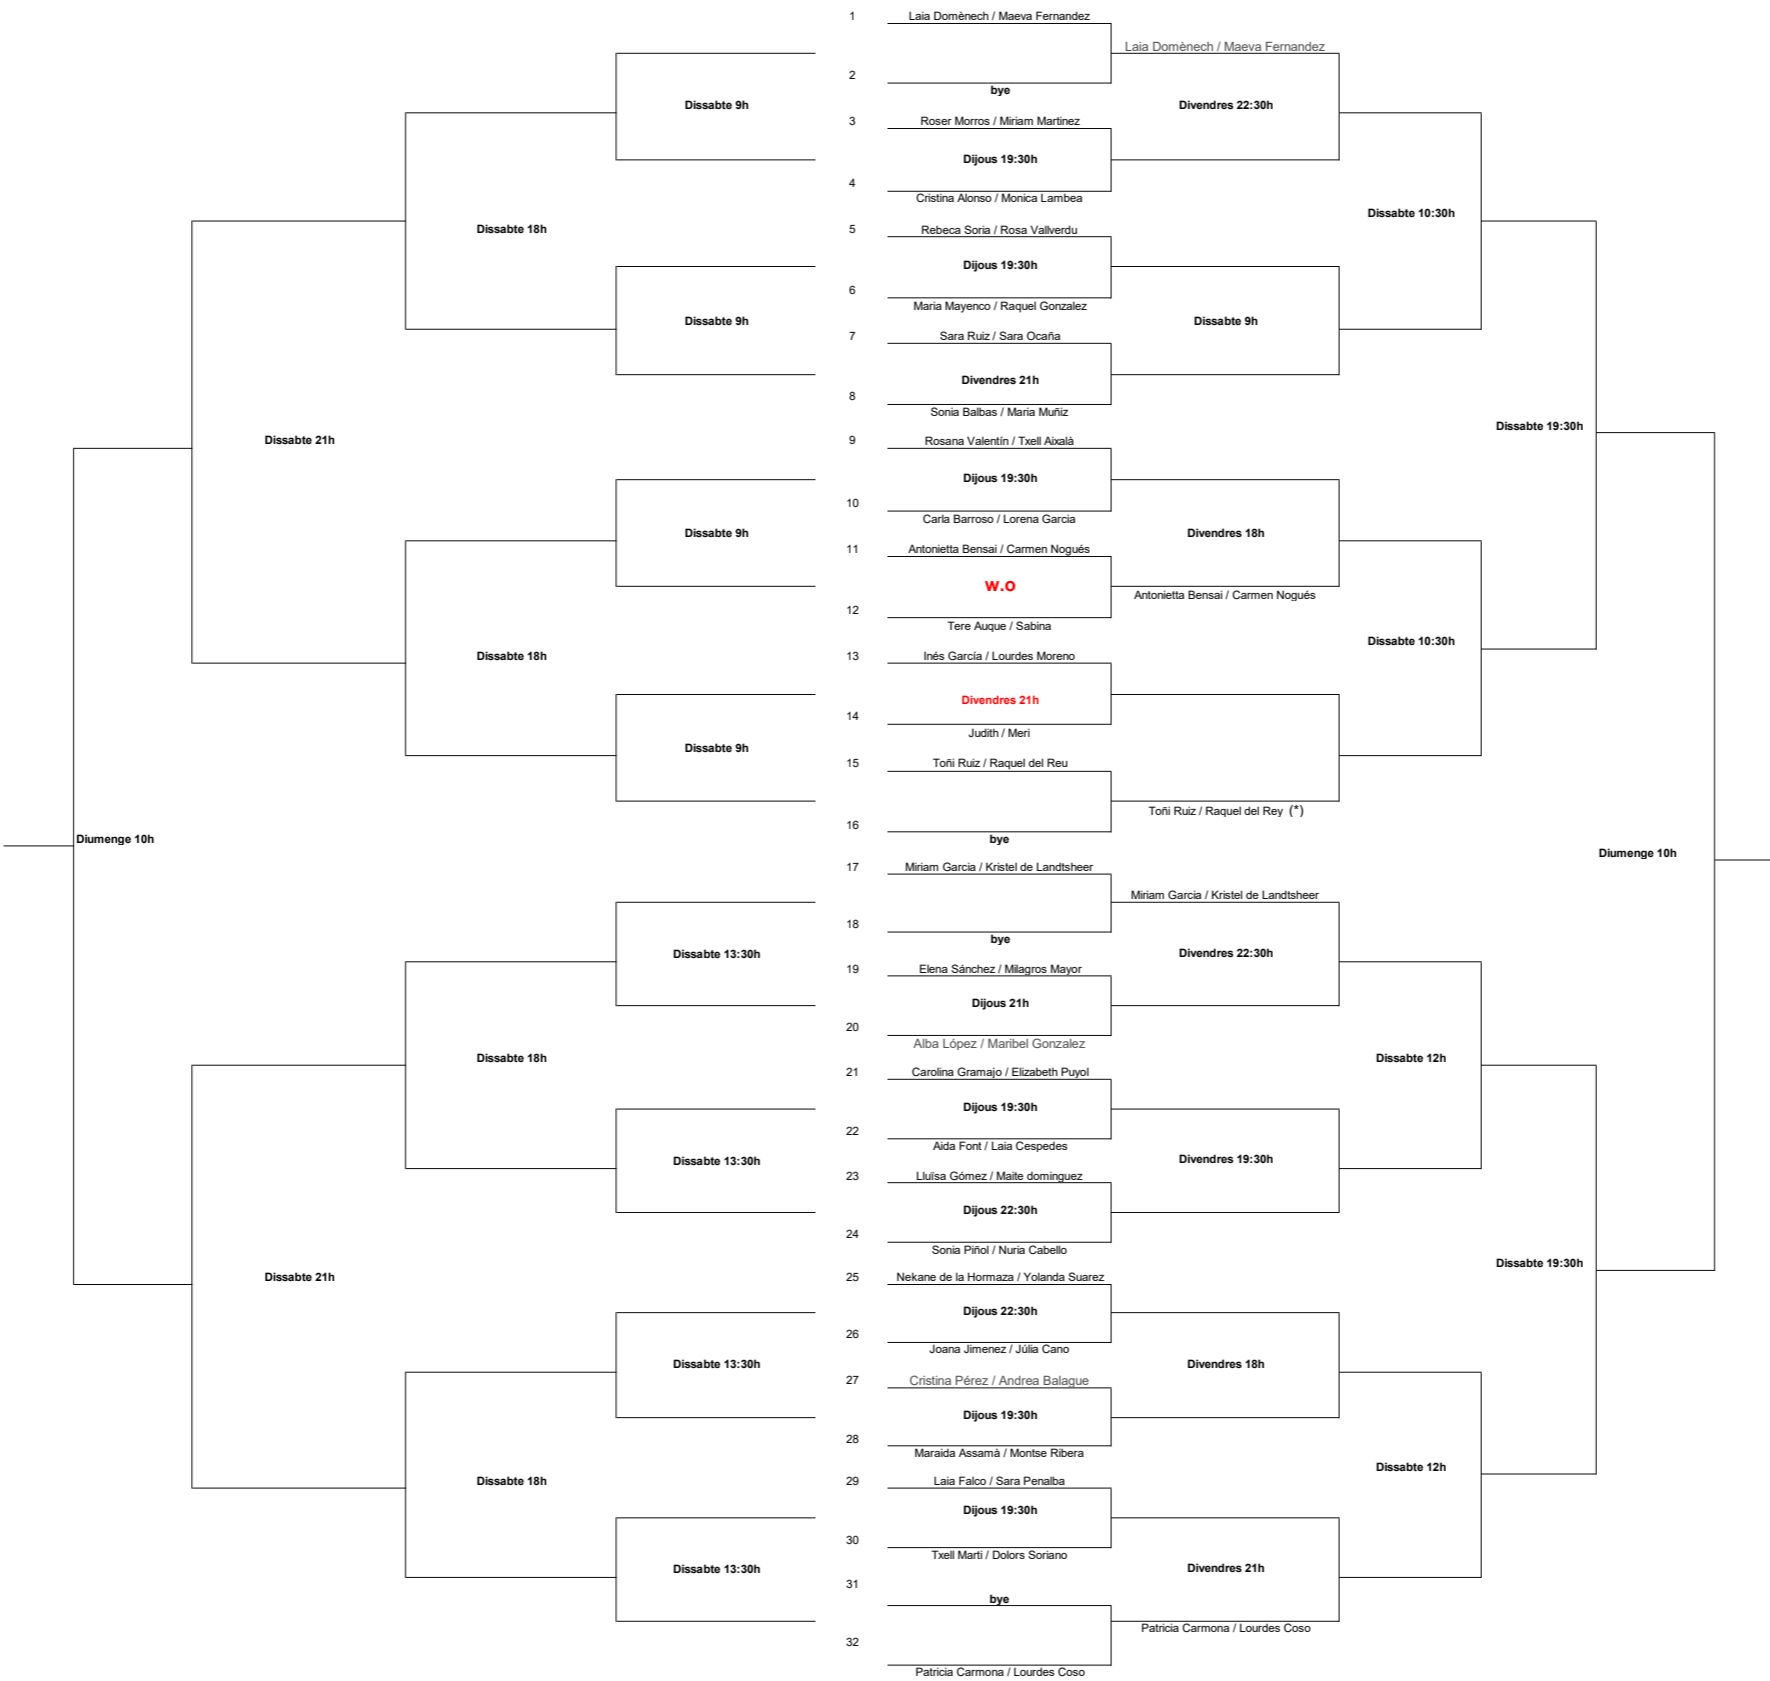 1 Laia Domènech / Maeva Fernandez
Laia Domènech / Maeva Fernandez
2
bye
Dissabte 9h
Divendres 22:30h
3 Roser Morros / Miriam Martinez
Dijous 19:30h
4
Cristina Alonso / Monica Lambea
Dissabte 10:30h
Dissabte 18h
5 Rebeca Soria / Rosa Vallverdu
Dijous 19:30h
6
Maria Mayenco / Raquel Gonzalez
Dissabte 9h
Dissabte 9h
7 Sara Ruiz / Sara Ocaña
Divendres 21h
8
Sonia Balbas / Maria Muñiz
Dissabte 19:30h
Dissabte 21h
9 Rosana Valentín / Txell Aixalà
Dijous 19:30h
10
Carla Barroso / Lorena Garcia
Dissabte 9h
Divendres 18h
11 Antonietta Bensai / Carmen Nogués
W.O
Antonietta Bensai / Carmen Nogués
12
Tere Auque / Sabina
Dissabte 10:30h
Dissabte 18h
13 Inés García / Lourdes Moreno
Divendres 21h
14
Judith / Meri
Dissabte 9h
15 Toñi Ruiz / Raquel del Reu
Toñi Ruiz / Raquel del Rey (*)
16
bye
Diumenge 10h
Diumenge 10h
17 Miriam Garcia / Kristel de Landtsheer
Miriam Garcia / Kristel de Landtsheer
18
bye
Dissabte 13:30h
Divendres 22:30h
19 Elena Sánchez / Milagros Mayor
Dijous 21h
20
Alba López / Maribel Gonzalez
Dissabte 18h
Dissabte 12h
21 Carolina Gramajo / Elizabeth Puyol
Dijous 19:30h
22
Aida Font / Laia Cespedes
Dissabte 13:30h
Divendres 19:30h
23 Lluïsa Gómez / Maite dominguez
Dijous 22:30h
24
Sonia Piñol / Nuria Cabello
Dissabte 19:30h
Dissabte 21h
25 Nekane de la Hormaza / Yolanda Suarez
Dijous 22:30h
26
Joana Jimenez / Júlia Cano
Dissabte 13:30h
Divendres 18h
27 Cristina Pérez / Andrea Balague
Dijous 19:30h
28
Maraida Assamà / Montse Ribera
Dissabte 12h
Dissabte 18h
29 Laia Falco / Sara Penalba
Dijous 19:30h
30
Txell Marti / Dolors Soriano
Dissabte 13:30h
Divendres 21h
31
bye
Patricia Carmona / Lourdes Coso
32
Patricia Carmona / Lourdes Coso